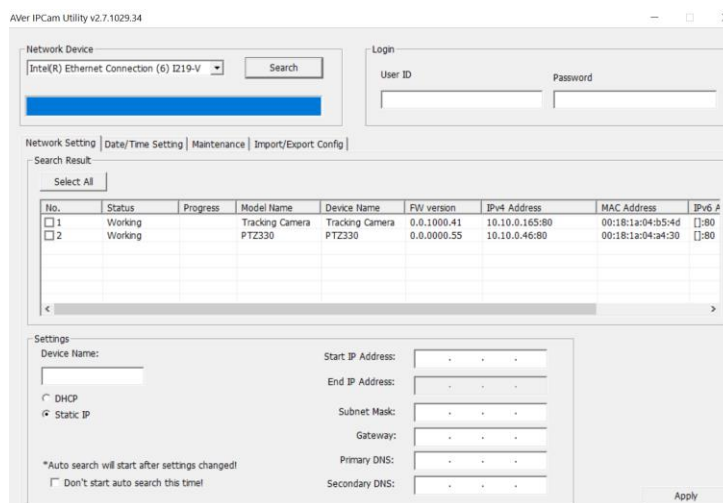 AVer IPCam Utility v2.7.1029.34
Network Device
Intel(R) Ethernet Connection (6) I219-V
Search
Login
User ID
Password
Network Setting | Date/Time Setting | Maintenance | Import/Export Config
Search Result
Select All
No. Status Progress Model Name Device Name FW version IPv4 Address MAC Address IPv6 A
1 Working Tracking Camera Tracking Camera 0.0.1000.41 10.10.0.165:80 00:18:1a:04:b5:4d []:80
2 Working PTZ330 PTZ330 0.0.0000.55 10.10.0.46:80 00:18:1a:04:a4:30 []:80
Settings
Device Name:
DHCP
Static IP
*Auto search will start after settings changed!
Don't start auto search this time!
Start IP Address: . . .
End IP Address: . . .
Subnet Mask: . . .
Gateway: . . .
Primary DNS: . . .
Secondary DNS: . . .
Apply